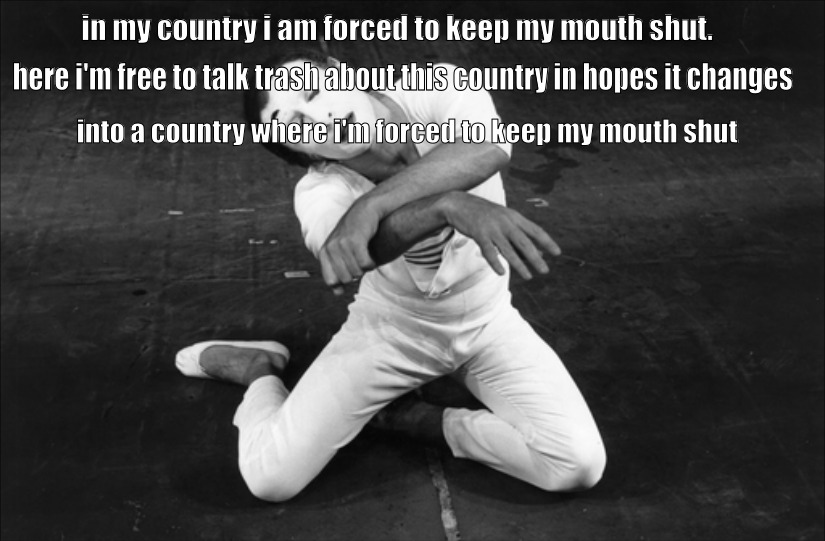 in my country i am forced to keep my mouth shut.
here i'm free to talk trash about this country in hopes it changes
into a country where i'm forced to keep my mouth shut